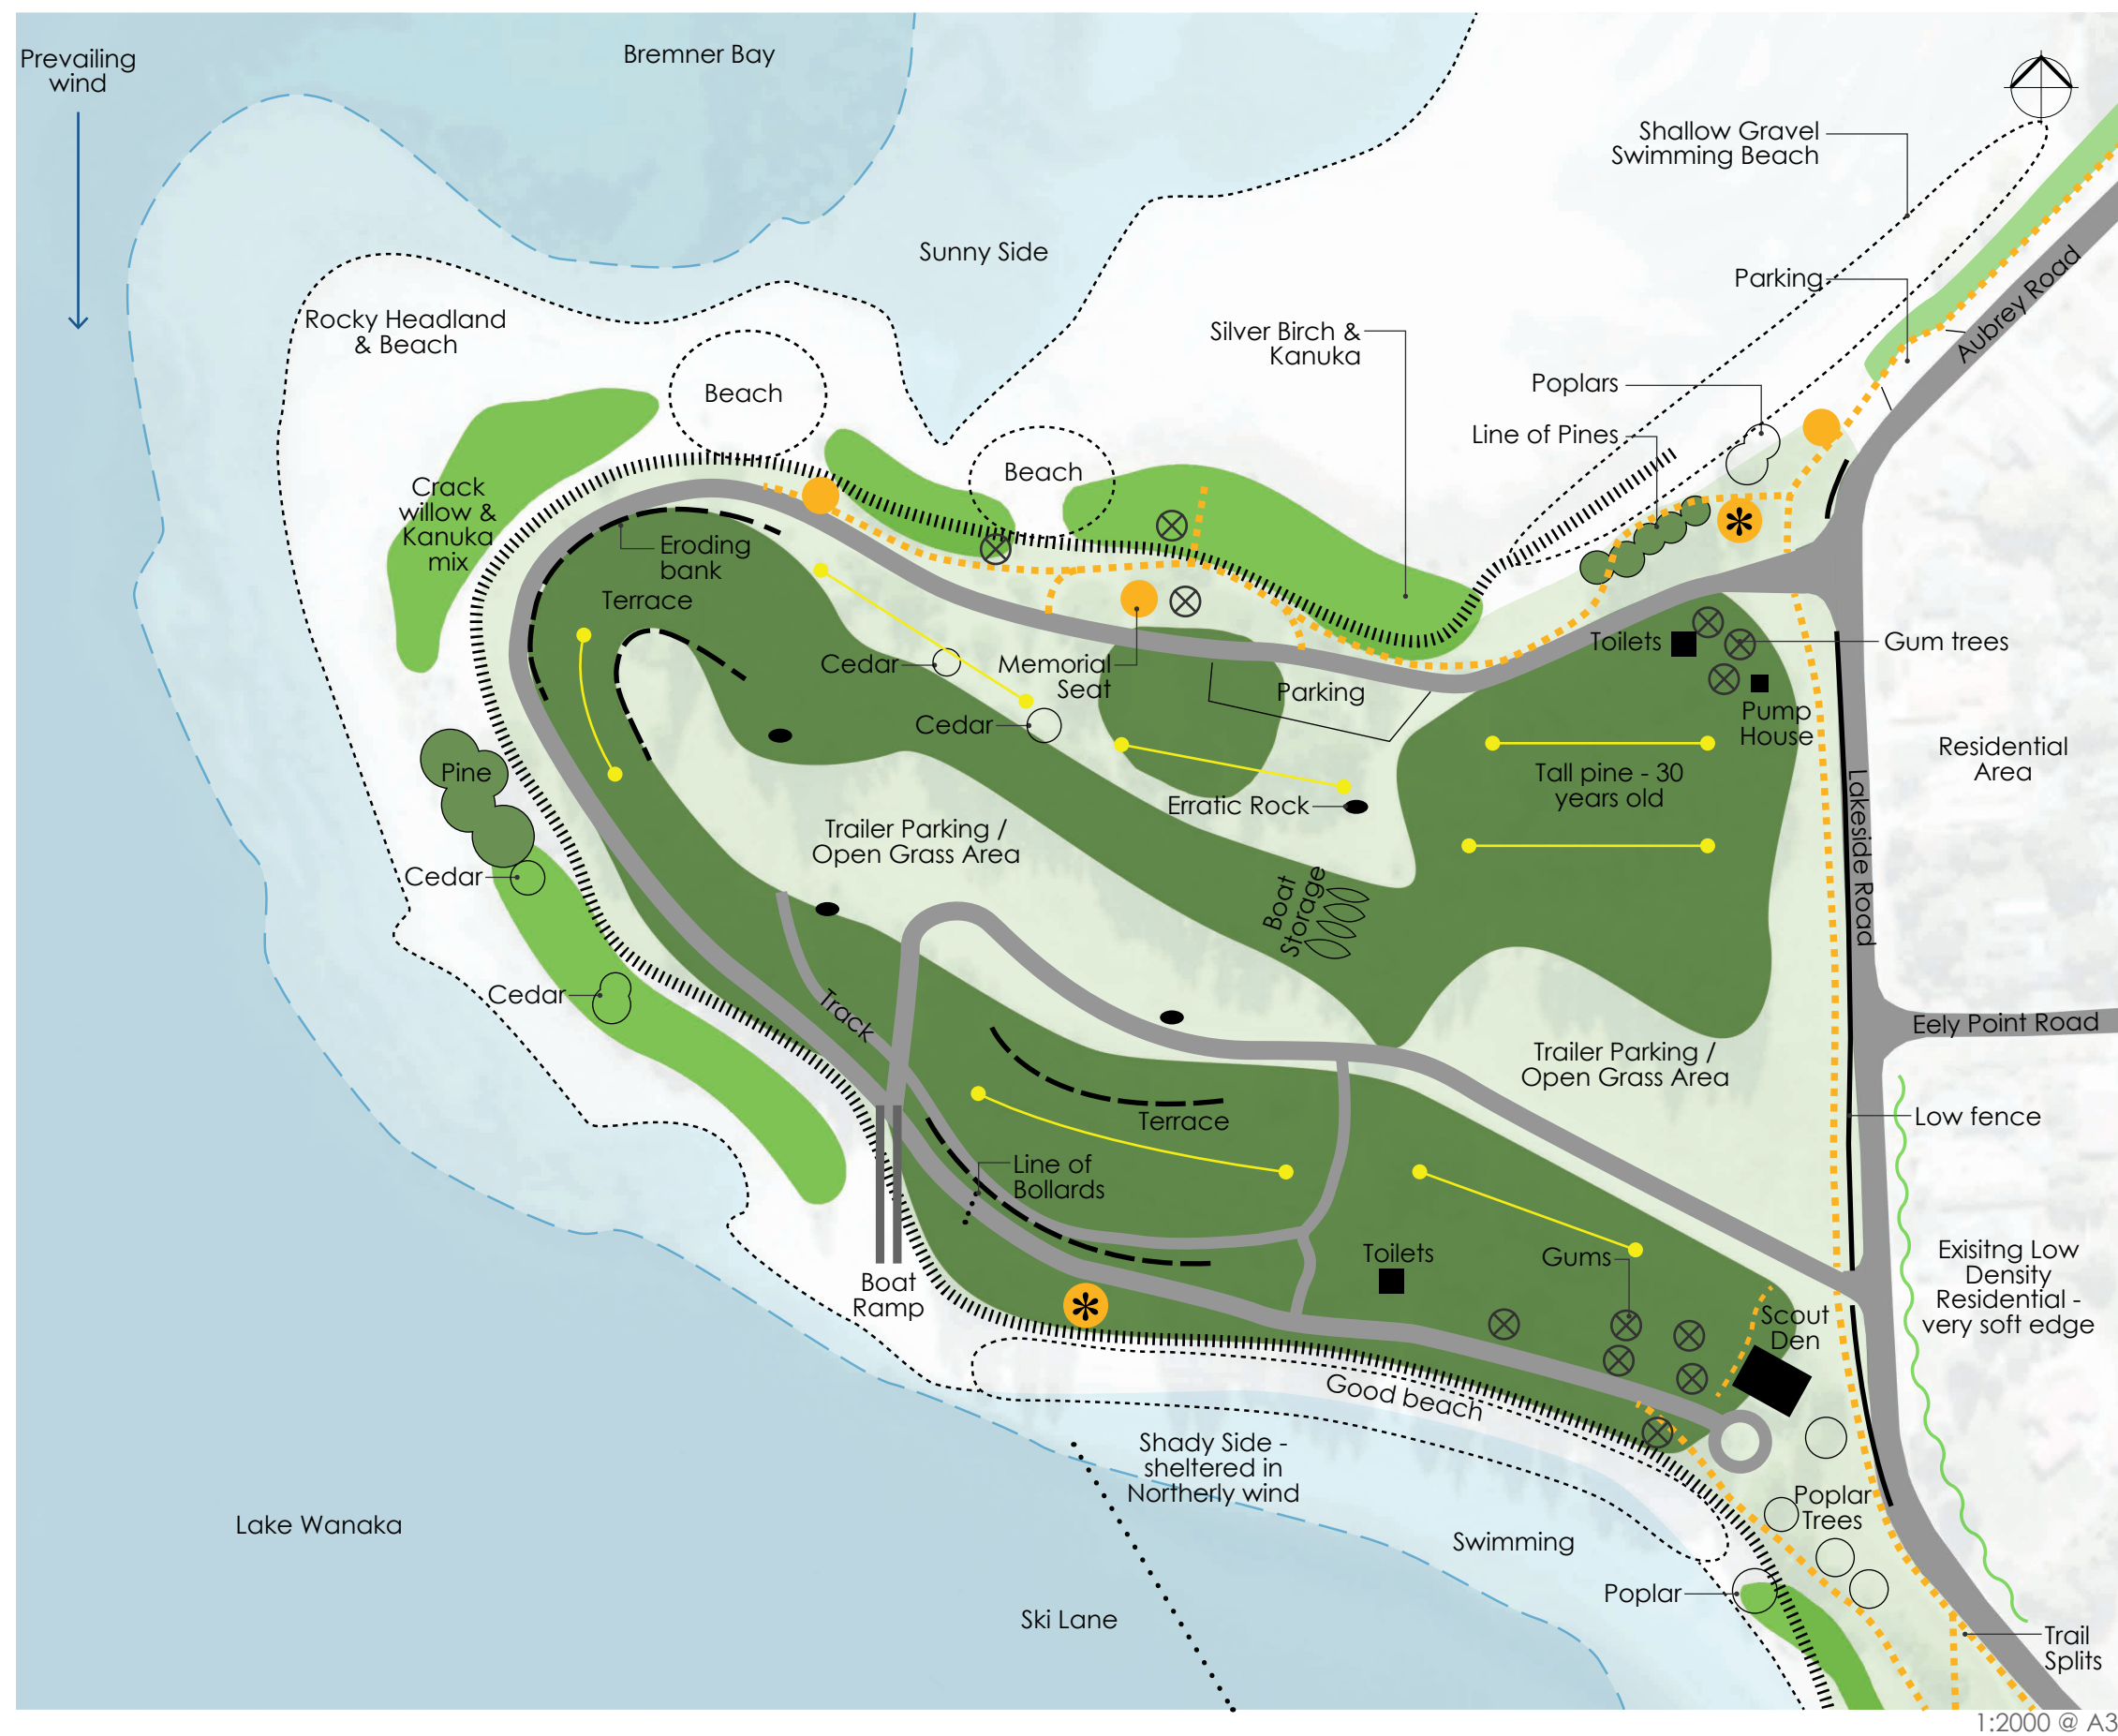 Prevailing
wind
Bremner Bay
Shallow Gravel
Swimming Beach
Sunny Side
Parking
Aubrey Road
Rocky Headland
& Beach
Silver Birch &
Kanuka
Beach
Poplars
Line of Pines
Beach
Crack
willow &
Kanuka
mix
Eroding
bank
Terrace
Toilets
Gum trees
Cedar
Memorial
Seat
Parking
Cedar
Pump
House
Residential
Area
Pine
Tall pine - 30
years old
Erratic Rock
Lakeside Road
Trailer Parking /
Open Grass Area
Cedar
Boat
Storage
Cedar
Track
Eely Point Road
Trailer Parking /
Open Grass Area
Terrace
Low fence
Line of
Bollards
Toilets
Gums
Exisitng Low
Density
Residential -
very soft edge
Boat
Ramp
Scout
Den
Good beach
Shady Side -
sheltered in
Northerly wind
Poplar
Trees
Lake Wanaka
Swimming
Poplar
Ski Lane
Trail
Splits
1:2000 @ A3